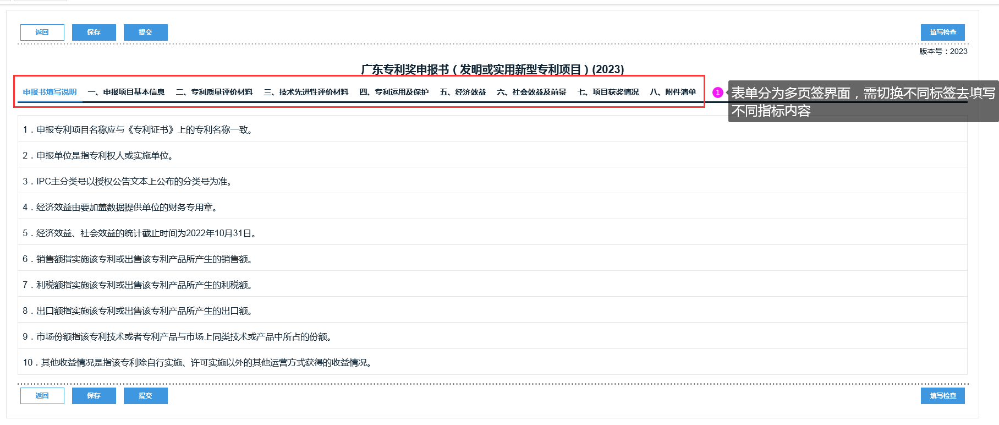 返回 保存 提交 填写检查
版本号：2023
广东专利奖申报书（发明或实用新型专利项目）(2023)
申报书填写说明 一、申报项目基本信息 二、专利质量评价材料 三、技术先进性评价材料 四、专利运用及保护 五、经济效益 六、社会效益及前景 七、项目获奖情况 八、附件清单
1 表单分为多页签界面，需切换不同标签去填写
不同指标内容
1．申报专利项目名称应与《专利证书》上的专利名称一致。
2．申报单位是指专利权人或实施单位。
3．IPC主分类号以授权公告文本上公布的分类号为准。
4．经济效益由要加盖数据提供单位的财务专用章。
5．经济效益、社会效益的统计截止时间为2022年10月31日。
6．销售额指实施该专利或出售该专利产品所产生的销售额。
7．利税额指实施该专利或出售该专利产品所产生的利税额。
8．出口额指实施该专利或出售该专利产品所产生的出口额。
9．市场份额指该专利技术或者专利产品与市场上同类技术或产品中所占的份额。
10．其他收益情况是指该专利除自行实施、许可实施以外的其他运营方式获得的收益情况。
返回 保存 提交 填写检查